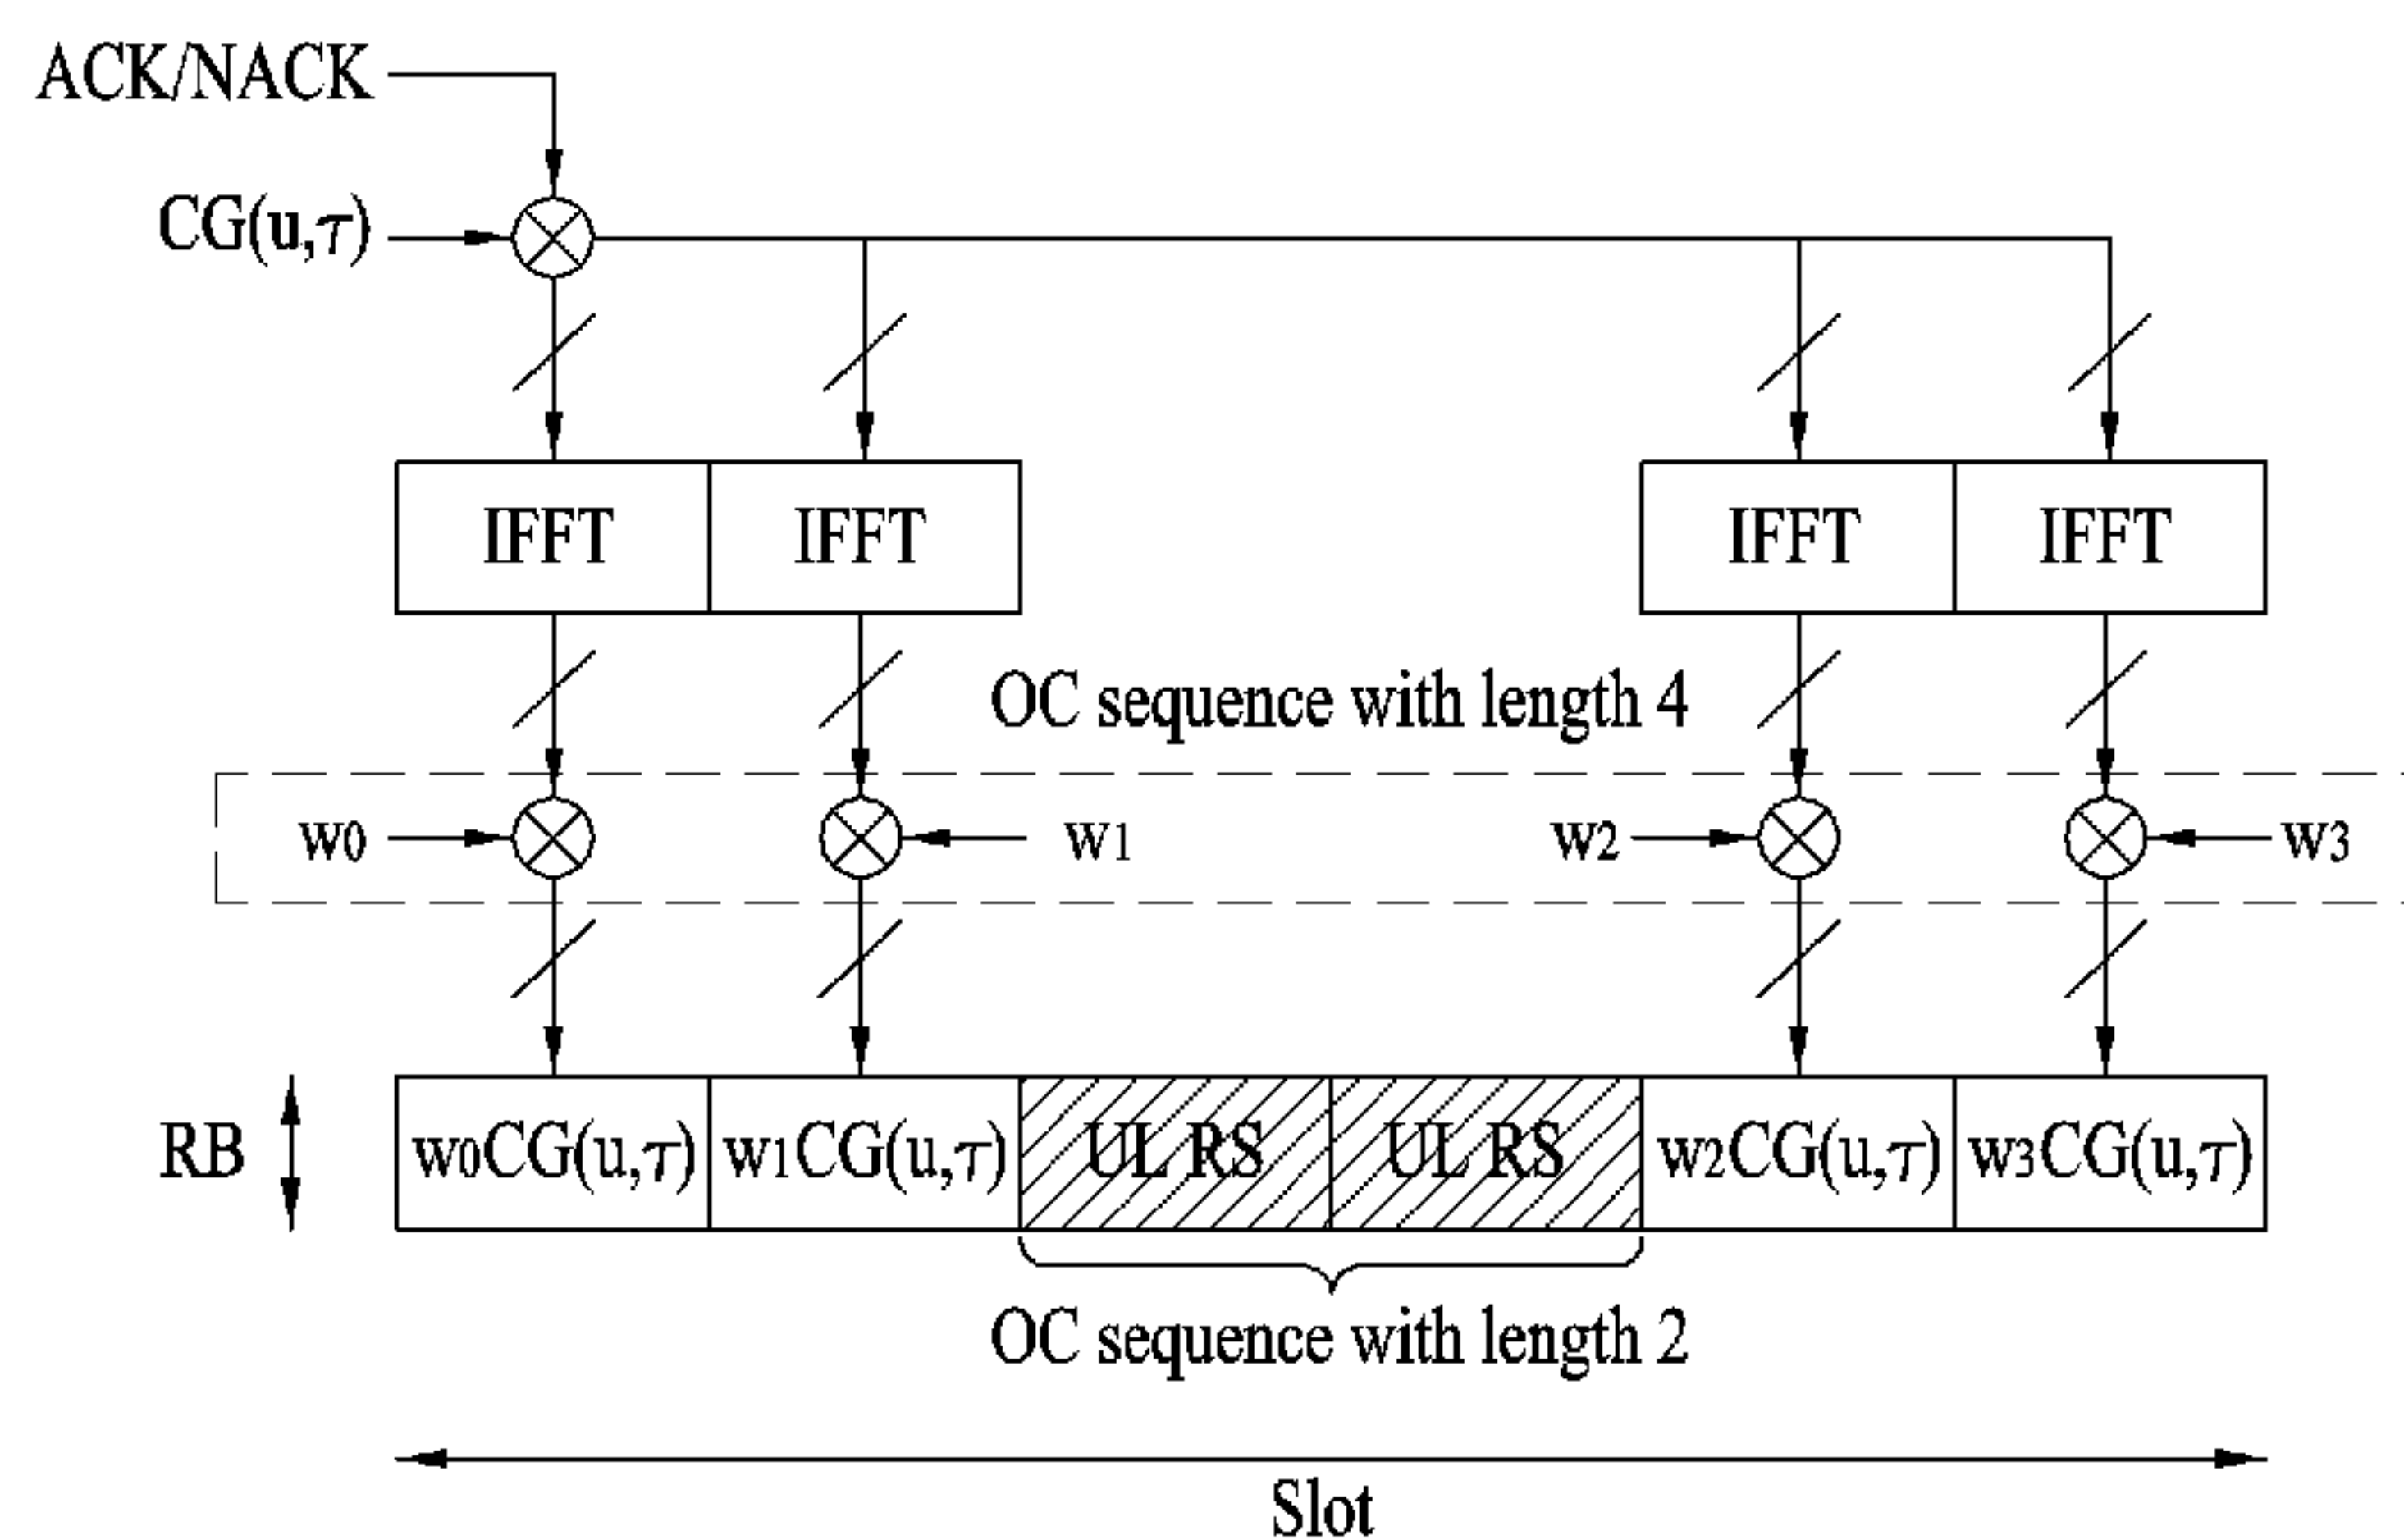 ACK/NACK
CG(u,τ)
IFFT IFFT IFFT IFFT
OC sequence with length 4
w0 w1 w2 w3
RB w0CG(u,τ) w1CG(u,τ) UL RS UL RS w2CG(u,τ) w3CG(u,τ)
OC sequence with length 2
Slot